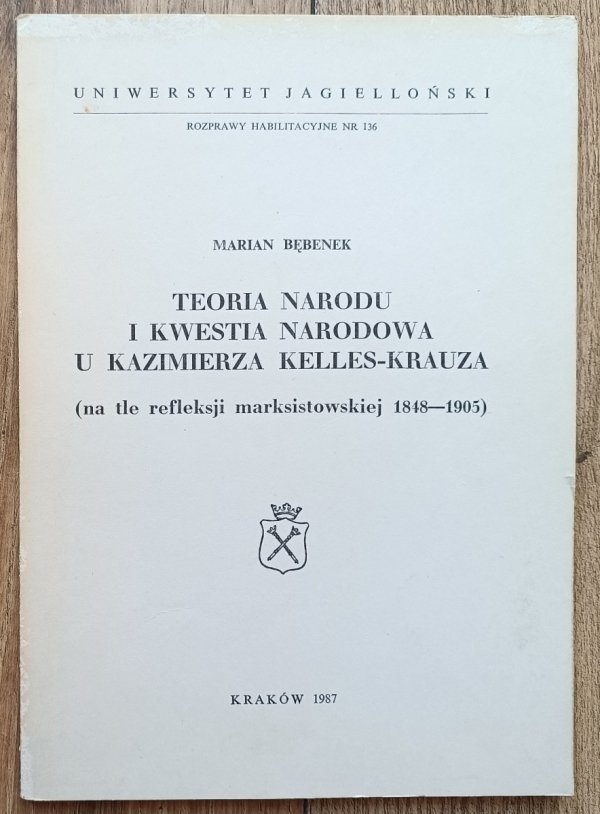 UNIWERSYTET JAGIELLOŃSKI
ROZPRAWY HABILITACYJNE NR 136
MARIAN BĘBENEK
TEORIA NARODU
I KWESTIA NARODOWA
U KAZIMIERZA KELLES-KRAUZA
(na tle refleksji marksistowskiej 1848—1905)
KRAKÓW 1987